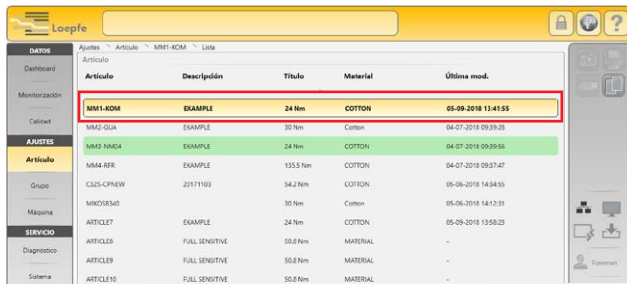 Loepfe
?
DATOS
Dashboard
Monitorización
Calidad
AJUSTES
Artículo
Grupo
Máquina
SERVICIO
Diagnóstico
Sistema
Ajustes Artículo MM1-KOM Lista
Artículo
Artículo Descripción Título Material Última mod.
MM1-KOM EXAMPLE 24 Nm COTTON 05-09-2018 13:41:55
MM2-GUA EXAMPLE 30 Nm Cotton 04-07-2018 09:39:25
MM3-NM24 EXAMPLE 24 Nm COTTON 04-07-2018 09:39:56
MM4-RFR EXAMPLE 135.5 Nm COTTON 04-07-2018 09:37:47
CS25-CPNEW 20171103 54.2 Nm COTTON 05-06-2018 14:34:55
MIKOS8340 30 Nm Cotton 05-06-2018 14:12:31
ARTICLE7 EXAMPLE 24 Nm COTTON 05-09-2018 13:58:23
ARTICLE8 FULL SENSITIVE 50.8 Nm MATERIAL -
ARTICLE9 FULL SENSITIVE 50.8 Nm MATERIAL -
ARTICLE10 FULL SENSITIVE 50.8 Nm MATERIAL -
Foreman